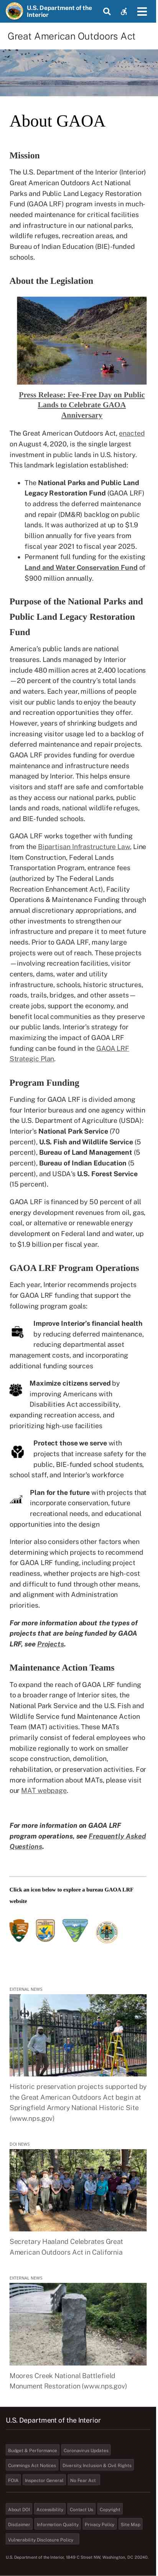 U.S. Department of the
Interior
Great American Outdoors Act
About GAOA
Mission
The U.S. Department of the Interior (Interior)
Great American Outdoors Act and National
Parks and Public Land Legacy Restoration
Fund (GAOA LRF) program invests in much-
needed maintenance for critical facilities
and infrastructure in our national parks,
wildlife refuges, recreation areas, and
Bureau of Indian Education (BIE)-funded
schools.
About the Legislation
Press Release: Fee-Free Day on Public
Lands to Celebrate GAOA
Anniversary
The Great American Outdoors Act, enacted
on August 4, 2020, is the single largest
investment in public lands in U.S. history.
This landmark legislation established:
• The National Parks and Public Land
Legacy Restoration Fund (GAOA LRF)
to address the deferred maintenance
and repair (DM&R) backlog on public
lands. It was authorized at up to $1.9
billion annually for five years from
fiscal year 2021 to fiscal year 2025.
• Permanent full funding for the existing
Land and Water Conservation Fund of
$900 million annually.
Purpose of the National Parks and
Public Land Legacy Restoration
Fund
America's public lands are national
treasures. Lands managed by Interior
include 480 million acres at 2,400 locations
—20 percent of the landmass of the United
States. Each year, millions of people visit
public lands to enjoy the recreation they
offer. However, years of shrinking budgets and
increasing visitor usage led to a backlog of
deferred maintenance and repair projects.
GAOA LRF provides funding for simply
maintaining the facilities and infrastructure
managed by Interior. This means ensuring
visitors and staff are safe and comfortable as
they access our national parks, public
lands and schools, national wildlife refuges,
and BIE-funded schools.
GAOA LRF works together with funding
from the Bipartisan Infrastructure Law, Line
Item Construction, Federal Lands
Transportation Program, entrance fees
authorized by The Federal Lands
Recreation Enhancement Act), Facility
Operations & Maintenance Funding through
annual discretionary appropriations, and
other sources. Prior to GAOA LRF, many large
projects were out of reach. These projects
—involving recreation facilities, visitor
centers, dams, water and utility
infrastructure, schools, historic structures,
roads, trails, bridges, and other assets—
create jobs, support the economy, and
benefit local communities as they preserve
our public lands. Interior's strategy for
maximizing the impact of GAOA LRF
funding can be found in the GAOA LRF
Strategic Plan.
Program Funding
Funding for GAOA LRF is divided among
four Interior bureaus and one agency within
the U.S. Department of Agriculture (USDA):
Interior's National Park Service (70
percent), U.S. Fish and Wildlife Service (5
percent), Bureau of Land Management (5
percent), Bureau of Indian Education (5
percent), and USDA's U.S. Forest Service
(15 percent).
GAOA LRF is financed by 50 percent of all
energy development revenues from oil, gas,
coal, or alternative or renewable energy
development on Federal land and water, up
to $1.9 billion per fiscal year.
GAOA LRF Program Operations
Each year, Interior recommends projects
for GAOA LRF funding that support the
following program goals:
Improve Interior's financial health
by reducing deferred maintenance,
reducing departmental asset
management costs, and incorporating
additional funding sources
Maximize citizens served by
improving Americans with
Disabilities Act accessibility,
expanding recreation access, and
prioritizing high-use facilities
Protect those we serve with
projects that increase safety for the
public, BIE-funded school students,
school staff, and Interior's workforce
Plan for the future with projects that
incorporate conservation, future
recreational needs, and educational
opportunities into the design
Interior also considers other factors when
determining which projects to recommend
for GAOA LRF funding, including project
readiness, whether projects are high-cost
and difficult to fund through other means,
and alignment with Administration
priorities.
For more information about the types of
projects that are being funded by GAOA
LRF, see Projects.
Maintenance Action Teams
To expand the reach of GAOA LRF funding
to a broader range of Interior sites, the
National Park Service and the U.S. Fish and
Wildlife Service fund Maintenance Action
Team (MAT) activities. These MATs
primarily consist of federal employees who
mobilize regionally or nationally to assist in
small scale demolition,
rehabilitation, or preservation activities. For
more information about MATs, please visit
our MAT webpage.
For more information on GAOA LRF
program operations, see Frequently Asked
Questions.
Click an icon below to explore a bureau GAOA LRF
website
EXTERNAL NEWS
Historic preservation projects supported by
the Great American Outdoors Act begin at
Springfield Armory National Historic Site
(www.nps.gov)
DOI NEWS
Secretary Haaland Celebrates Great
American Outdoors Act in California
EXTERNAL NEWS
Moores Creek National Battlefield
Monument Restoration (www.nps.gov)
U.S. Department of the Interior
Budget & Performance Coronavirus Updates
Cummings Act Notices Diversity Inclusion & Civil Rights
FOIA Inspector General No Fear Act
About DOI Accessibility Contact Us Copyright
Disclaimer Information Quality Privacy Policy Site Map
Vulnerability Disclosure Policy
U.S. Department of the Interior, 1849 C Street NW, Washington, DC 20240.